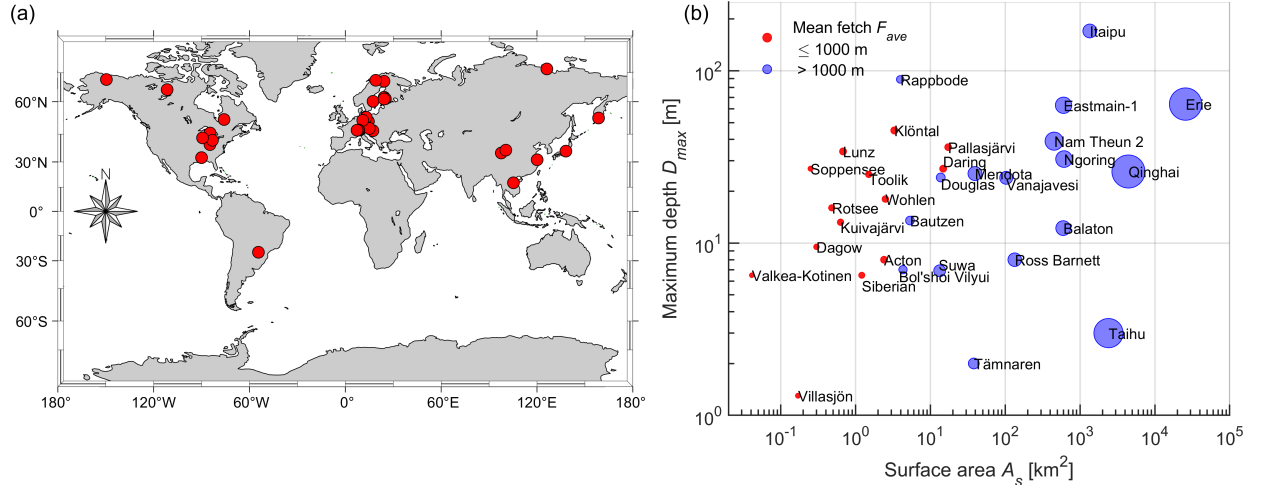 (a)
N
60°N
30°N
0°
30°S
60°S
180°
120°W
60°W
0°
60°E
120°E
180°
(b)
Mean fetch F_ave
≤ 1000 m
> 1000 m
Itaipu
Rappbode
Eastmain-1
Erie
Klöntal
Nam Theun 2
Lunz
Pallasjärvi
Ngoring
Soppensee
Daring
Toolik
Mendota
Qinghai
Douglas
Vanajavesi
Wohlen
Rotsee
Bautzen
Kuivajärvi
Balaton
Dagow
Acton
Suwa
Ross Barnett
Valkea-Kotinen
Bol'shoi Vilyui
Siberian
Taihu
Tämnaren
Villasjön
10²
10¹
10⁰
Maximum depth D_max [m]
10⁻¹
10⁰
10¹
10²
10³
10⁴
10⁵
Surface area A_s [km²]